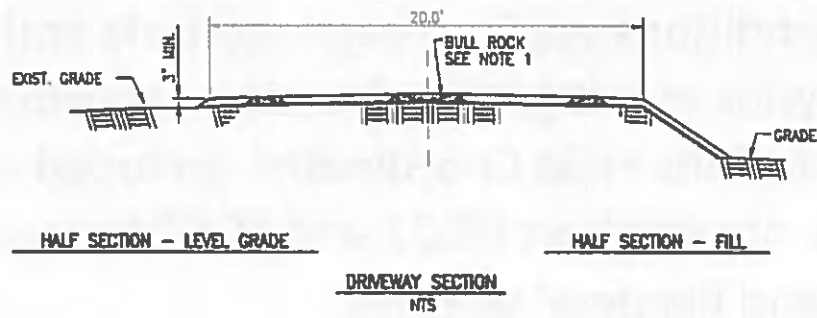 20.0'
BULL ROCK
SEE NOTE 1
3" MIN.
EXIST. GRADE
GRADE
HALF SECTION - LEVEL GRADE
HALF SECTION - FILL
DRIVEWAY SECTION
NTS